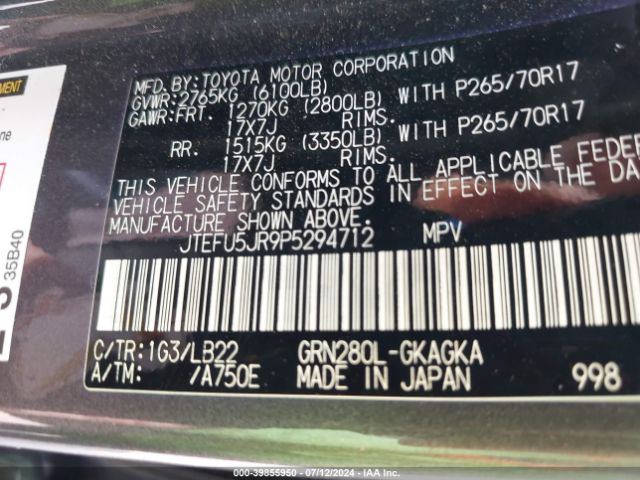 MFD.BY:TOYOTA MOTOR CORPORATION
GVWR:2765KG (6100LB)
GAWR:FRT. 1270KG (2800LB) WITH P265/70R17
17X7J RIMS.
RR. 1515KG (3350LB) WITH P265/70R17
17X7J RIMS.
THIS VEHICLE CONFORMS TO ALL APPLICABLE FEDER
VEHICLE SAFETY STANDARDS IN EFFECT ON THE DA
MANUFACTURE SHOWN ABOVE.
JTEFU5JR9P5294712 MPV
C/TR:1G3/LB22 GRN280L-GKAGKA
A/TM: /A750E MADE IN JAPAN 998
35B40
000-39855950 - 07/12/2024 - IAA Inc.